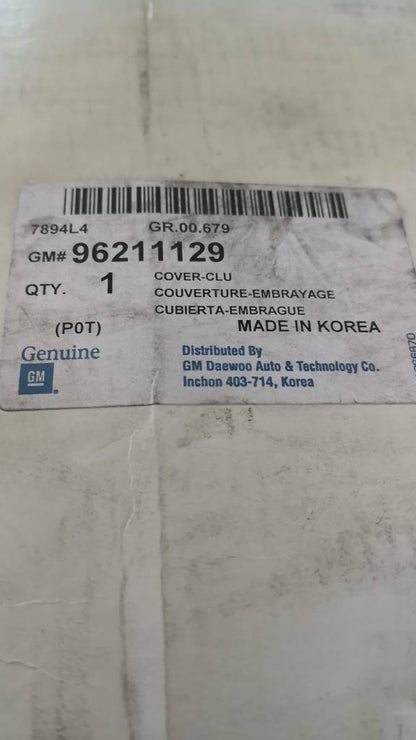 7894L4 GR.00.679
GM# 96211129
QTY. 1 COVER-CLU
COUVERTURE-EMBRAYAGE
CUBIERTA-EMBRAGUE
(P0T) MADE IN KOREA
Genuine
GM
Distributed By
GM Daewoo Auto & Technology Co.
Inchon 403-714, Korea